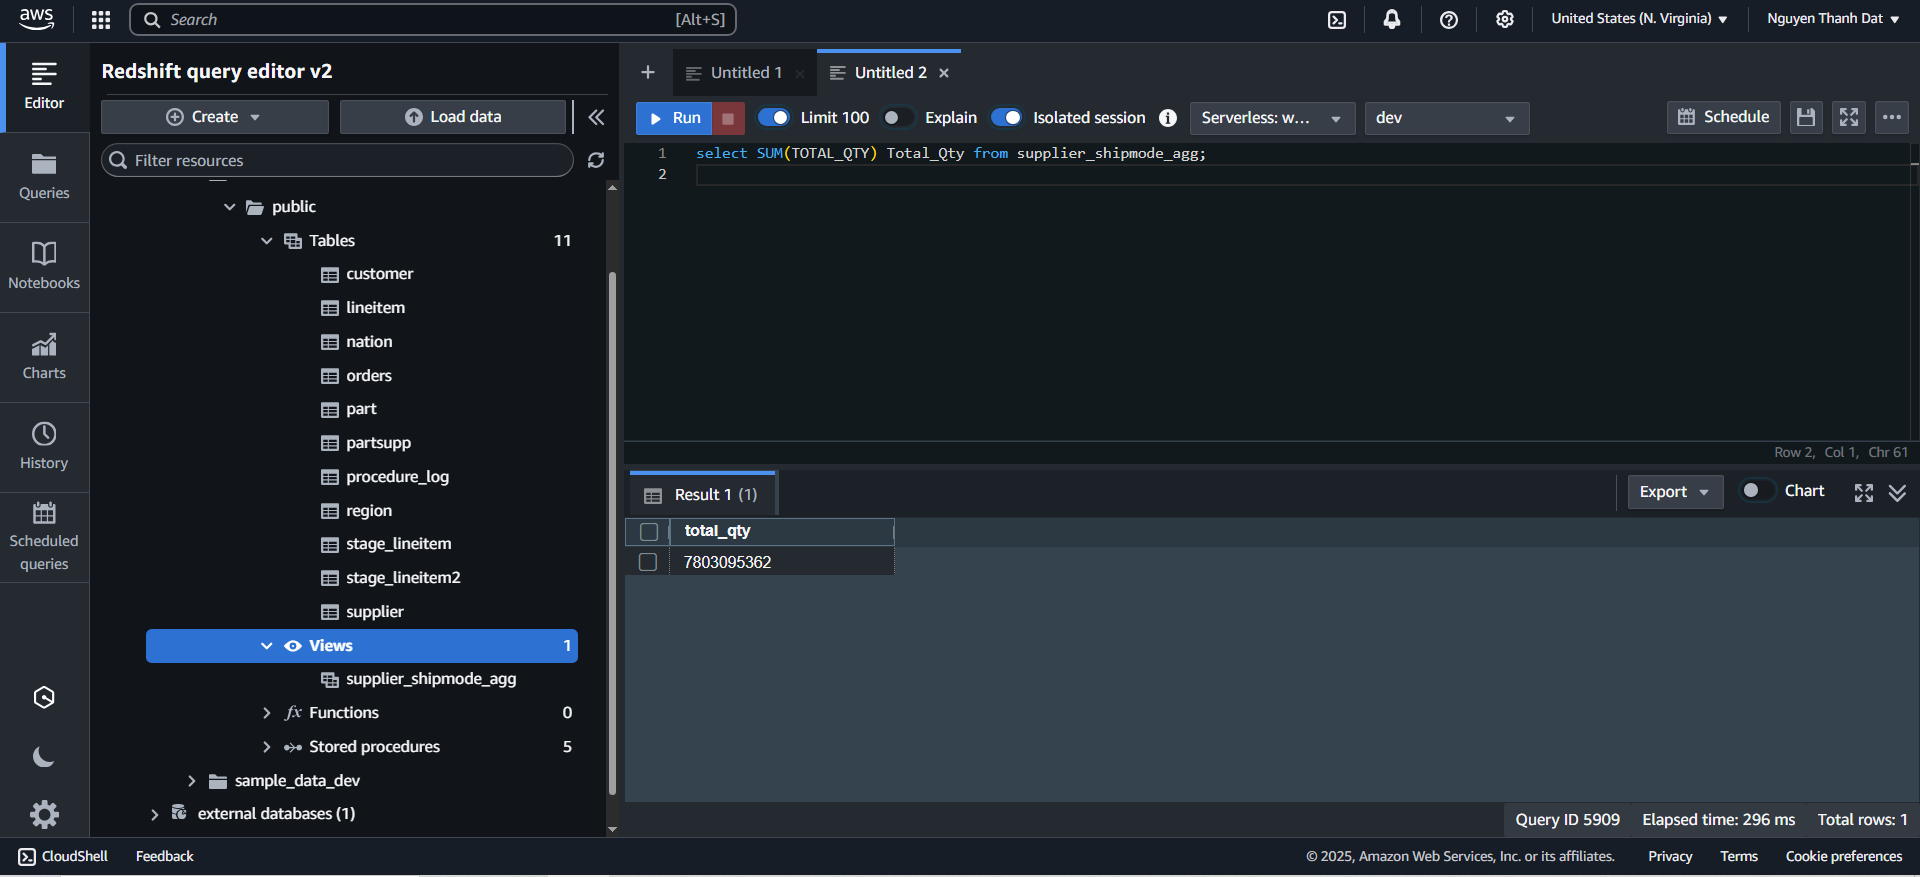 aws
Search [Alt+S]
United States (N. Virginia)
Nguyen Thanh Dat
Editor
Queries
Notebooks
Charts
History
Scheduled
queries
Redshift query editor v2
Create
Load data
Filter resources
public
Tables 11
customer
lineitem
nation
orders
part
partsupp
procedure_log
region
stage_lineitem
stage_lineitem2
supplier
Views 1
supplier_shipmode_agg
fx Functions 0
Stored procedures 5
sample_data_dev
external databases (1)
+ Untitled 1 × Untitled 2 ×
Run Limit 100 Explain Isolated session Serverless: w... dev Schedule
1 select SUM(TOTAL_QTY) Total_Qty from supplier_shipmode_agg;
2
Row 2, Col 1, Chr 61
Result 1 (1)
Export Chart
total_qty
7803095362
Query ID 5909 Elapsed time: 296 ms Total rows: 1
CloudShell Feedback
© 2025, Amazon Web Services, Inc. or its affiliates. Privacy Terms Cookie preferences